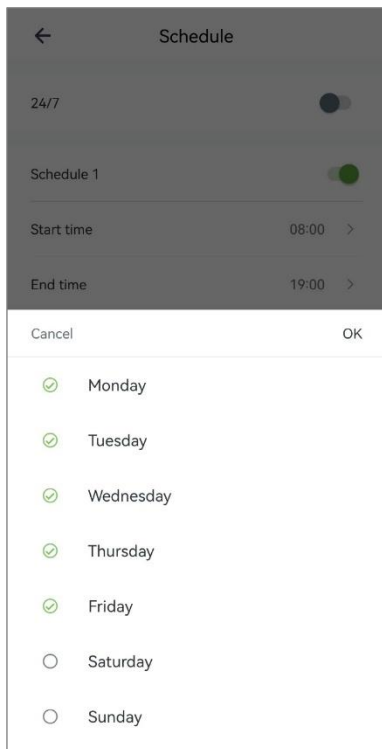 Schedule
24/7
Schedule 1
Start time 08:00
End time 19:00
Cancel OK
Monday
Tuesday
Wednesday
Thursday
Friday
Saturday
Sunday